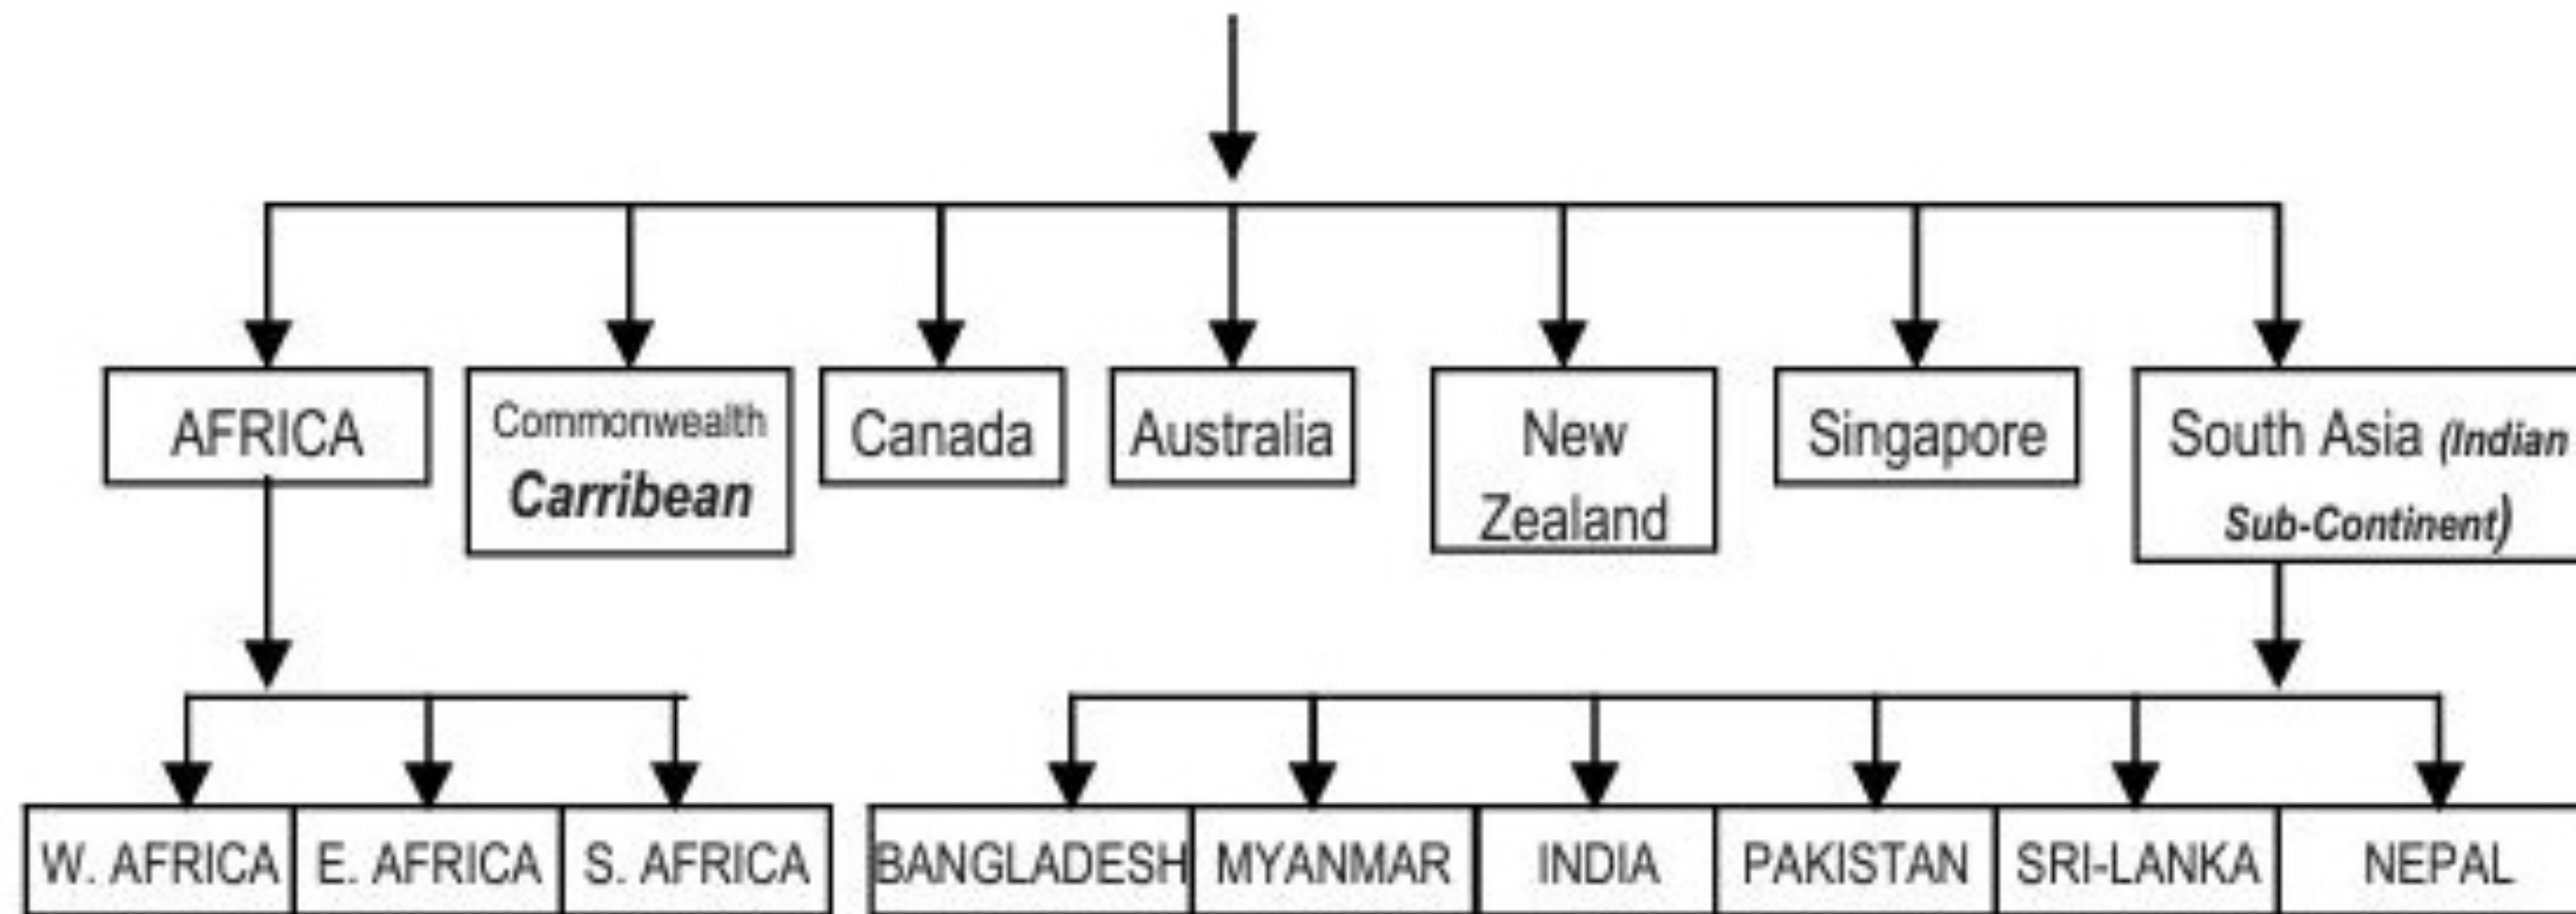 AFRICA
Commonwealth
Carribean
Canada
Australia
New
Zealand
Singapore
South Asia (Indian
Sub-Continent)
W. AFRICA
E. AFRICA
S. AFRICA
BANGLADESH
MYANMAR
INDIA
PAKISTAN
SRI-LANKA
NEPAL